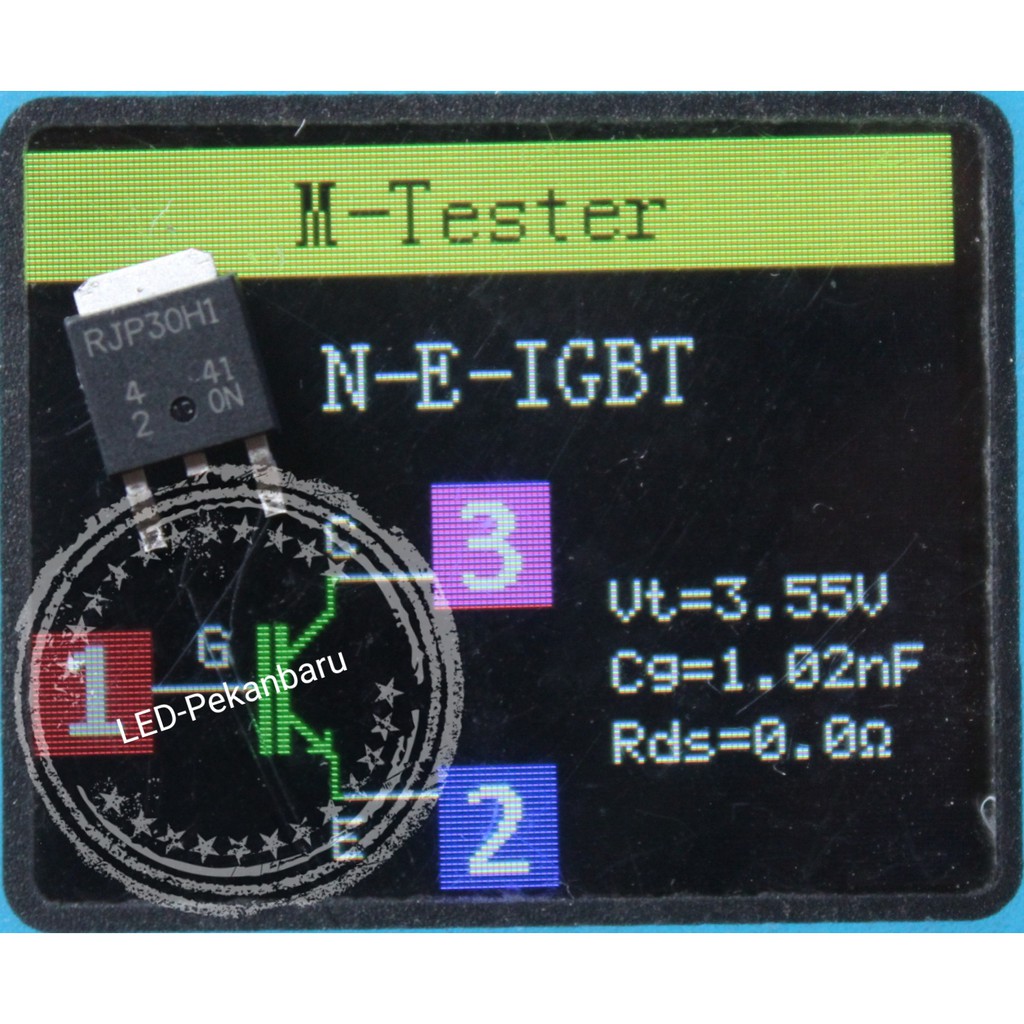 M-Tester
RJP30H1
4 41
2 0N
N-E-IGBT
C
3
Vt=3.55V
G
1
Cg=1.02nF
LED-Pekanbaru
Rds=0.0Ω
2
E